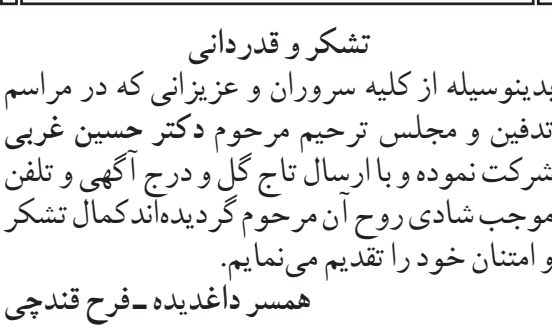 تشکر و قدردانی
بدینوسیله از کلیه سروران و عزیزانی که در مراسم
تدفین و مجلس ترحیم مرحوم دکتر حسین غربی
شرکت نموده و با ارسال تاج گل و درج آگهی و تلفن
موجب شادی روح آن مرحوم گردیده‌اند کمال تشکر
و امتنان خود را تقدیم می‌نمایم.
همسر داغدیده ـ فرح قندچی